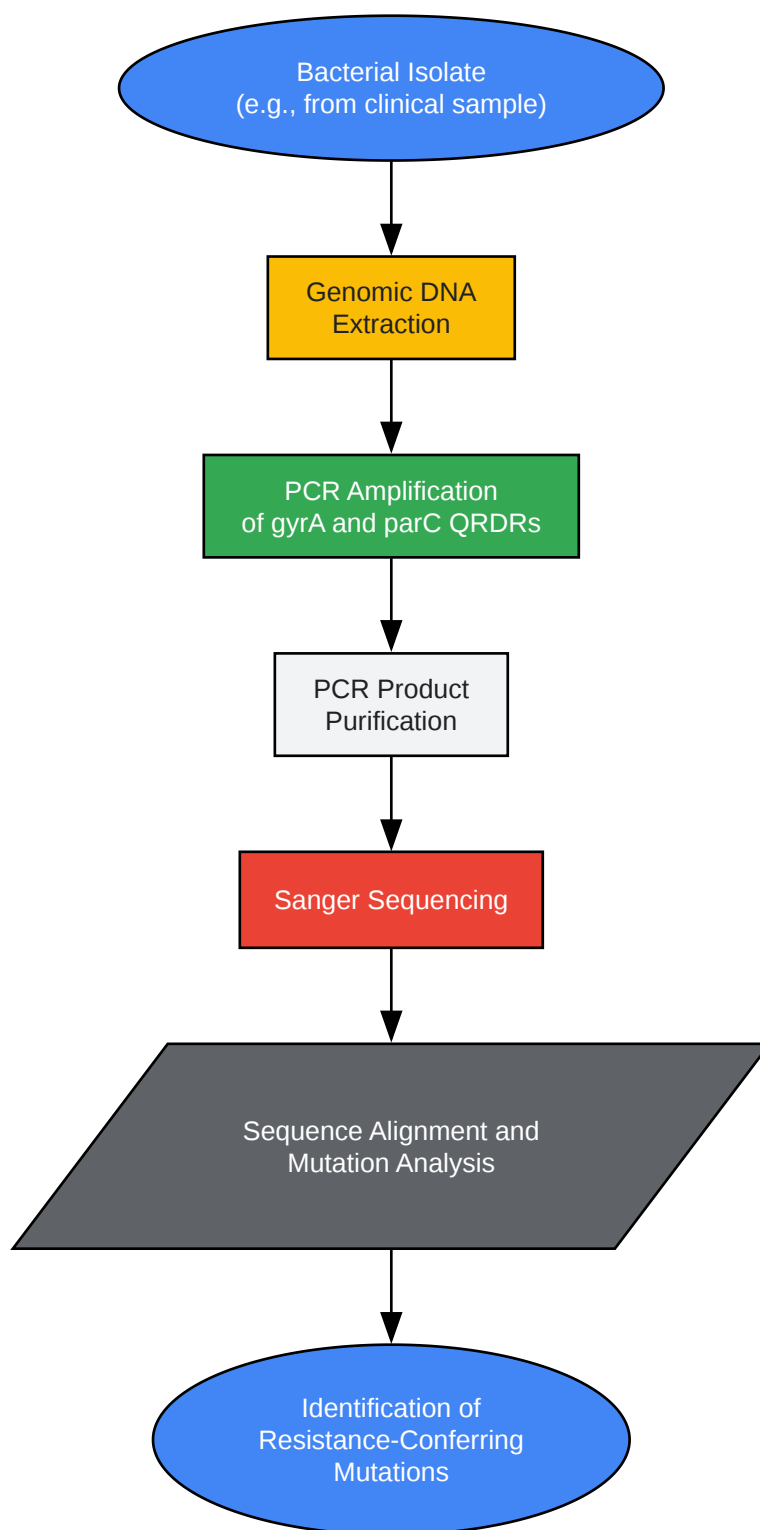 Bacterial Isolate
(e.g., from clinical sample)
Genomic DNA
Extraction
PCR Amplification
of gyrA and parC QRDRs
PCR Product
Purification
Sanger Sequencing
Sequence Alignment and
Mutation Analysis
Identification of
Resistance-Conferring
Mutations